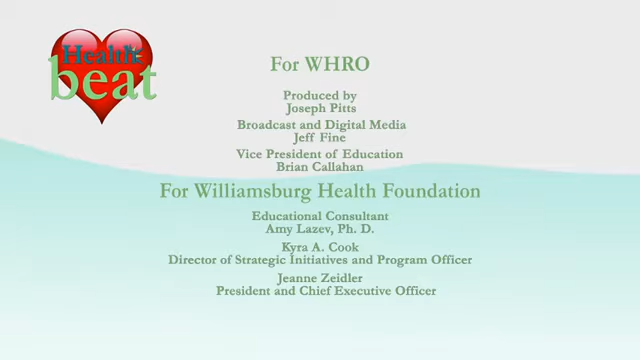 Health
beat
For WHRO
Produced by
Joseph Pitts
Broadcast and Digital Media
Jeff Fine
Vice President of Education
Brian Callahan
For Williamsburg Health Foundation
Educational Consultant
Amy Lazev, Ph. D.
Kyra A. Cook
Director of Strategic Initiatives and Program Officer
Jeanne Zeidler
President and Chief Executive Officer